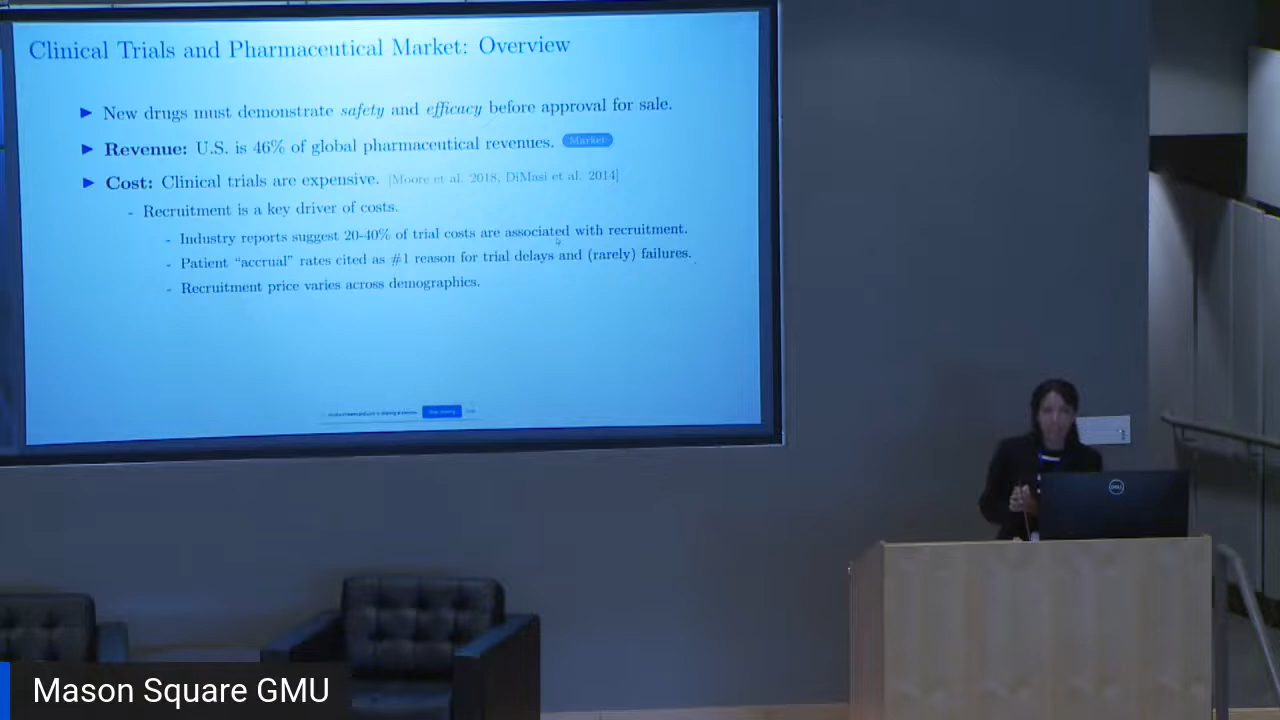 Clinical Trials and Pharmaceutical Market: Overview
► New drugs must demonstrate safety and efficacy before approval for sale.
► Revenue: U.S. is 46% of global pharmaceutical revenues. Market
► Cost: Clinical trials are expensive. [Moore et al. 2018, DiMasi et al. 2014]
- Recruitment is a key driver of costs.
- Industry reports suggest 20-40% of trial costs are associated with recruitment.
- Patient “accrual” rates cited as #1 reason for trial delays and (rarely) failures.
- Recruitment price varies across demographics.
DELL
Mason Square GMU